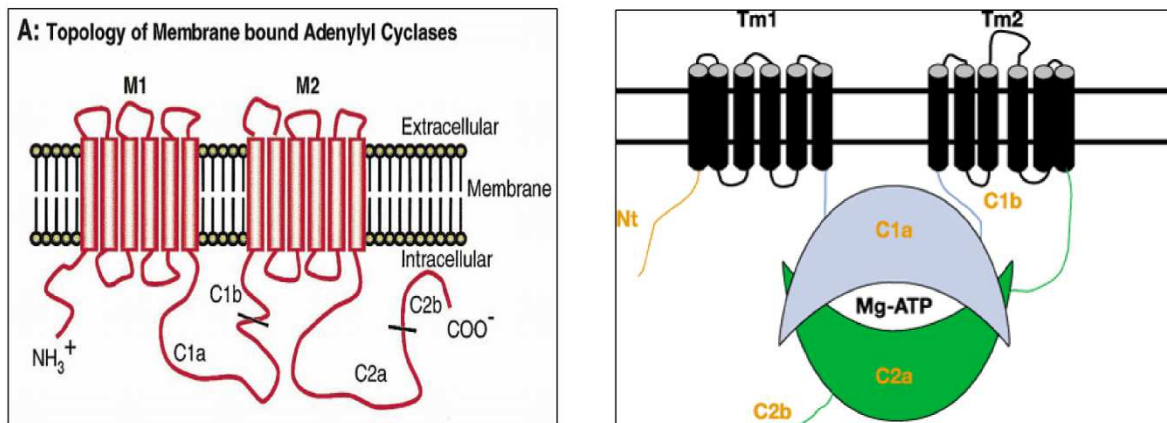 A: Topology of Membrane bound Adenylyl Cyclases
M1
M2
Extracellular
Membrane
Intracellular
C1b
C2b
COO⁻
NH₃⁺
C1a
C2a
Tm1
Tm2
Nt
C1b
C1a
Mg-ATP
C2a
C2b